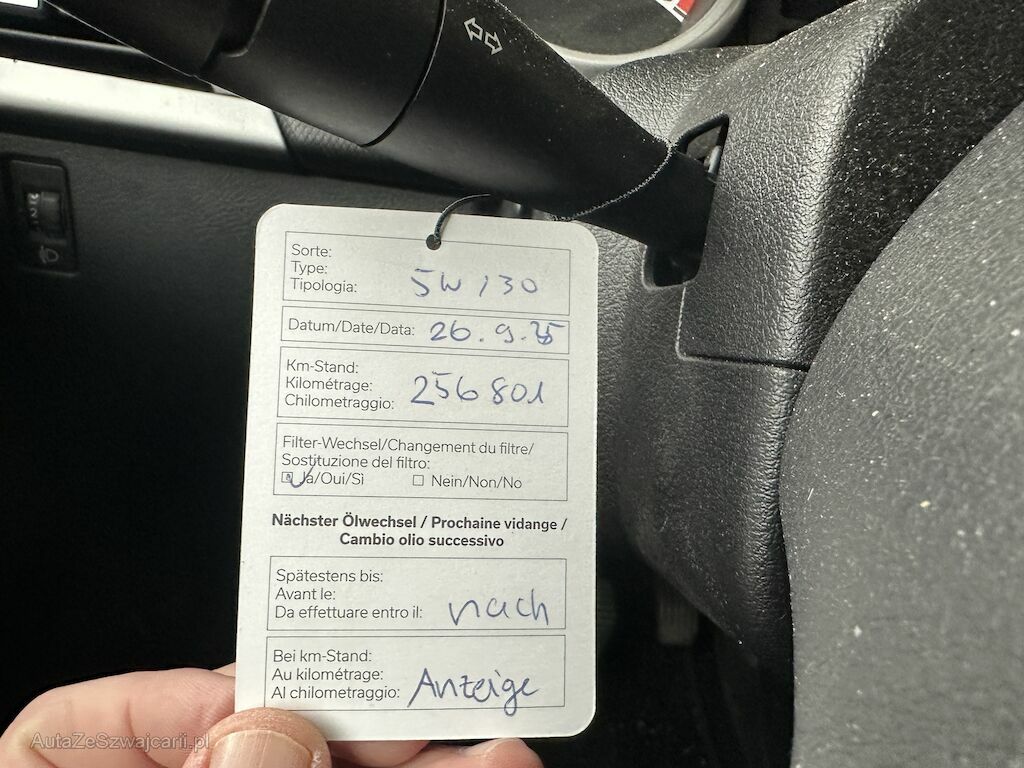 Sorte:
Type:
Tipologia:
5W/30
Datum/Date/Data: 26.9.25
Km-Stand:
Kilométrage:
Chilometraggio:
256801
Filter-Wechsel/Changement du filtre/
Sostituzione del filtro:
Ja/Oui/Sì Nein/Non/No
Nächster Ölwechsel / Prochaine vidange /
Cambio olio successivo
Spätestens bis:
Avant le:
Da effettuare entro il: nach
Bei km-Stand:
Au kilométrage:
Al chilometraggio: Anzeige
AutaZeSzwajcarii.pl